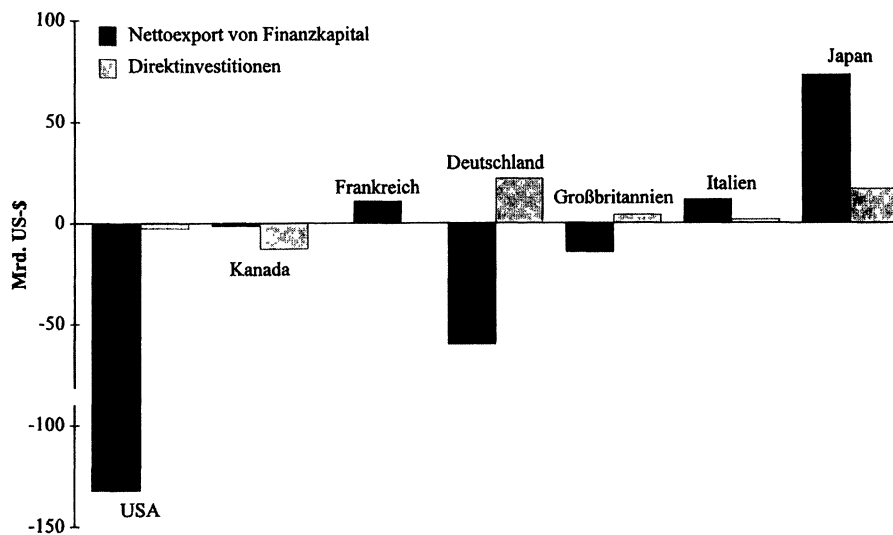 100
Nettoexport von Finanzkapital
Direktinvestitionen
Japan
50
Deutschland
Frankreich
Großbritannien
Italien
0
Kanada
Mrd. US-$
-50
-100
USA
-150